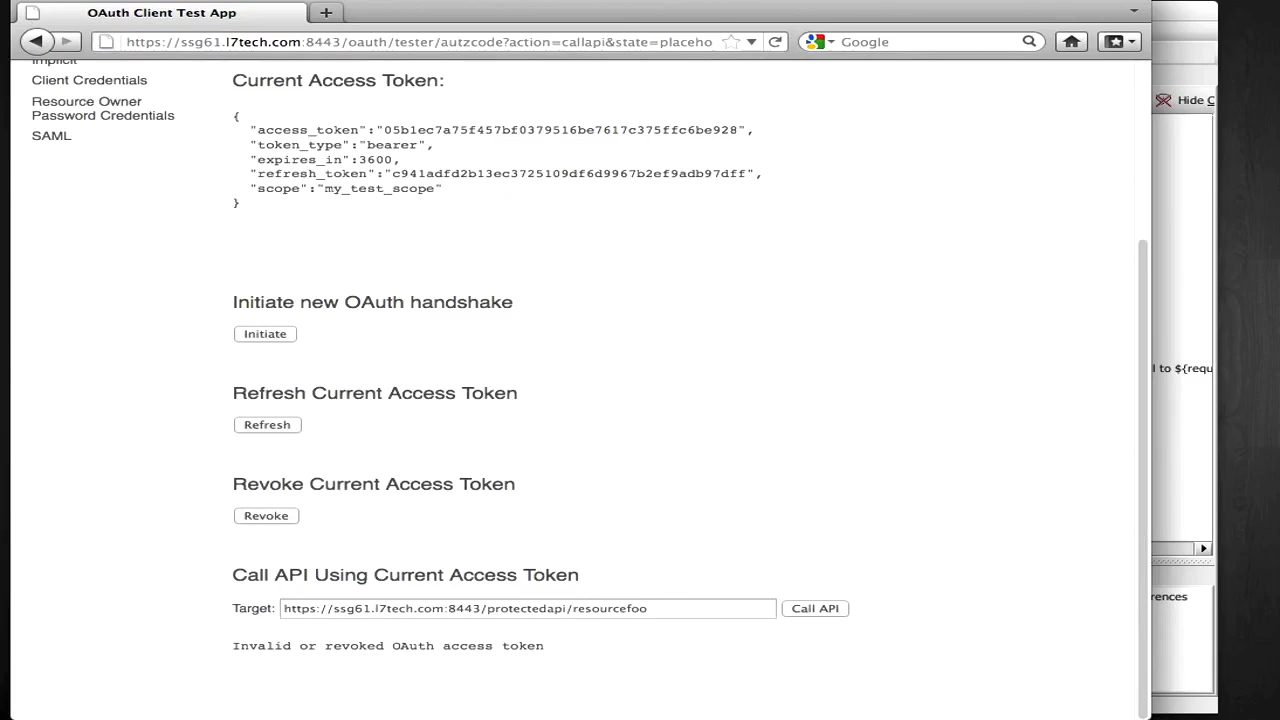 OAuth Client Test App
https://ssg61.l7tech.com:8443/oauth/tester/autzcode?action=callapi&state=placeho
Google
Implicit
Client Credentials
Resource Owner
Password Credentials
SAML
Current Access Token:
{
"access_token":"05b1ec7a75f457bf0379516be7617c375ffc6be928",
"token_type":"bearer",
"expires_in":3600,
"refresh_token":"c941adfd2b13ec3725109df6d9967b2ef9adb97dff",
"scope":"my_test_scope"
}
Initiate new OAuth handshake
Initiate
Refresh Current Access Token
Refresh
Revoke Current Access Token
Revoke
Call API Using Current Access Token
Target: https://ssg61.l7tech.com:8443/protectedapi/resourcefoo Call API
Invalid or revoked OAuth access token
Hide C
l to ${requ
rences